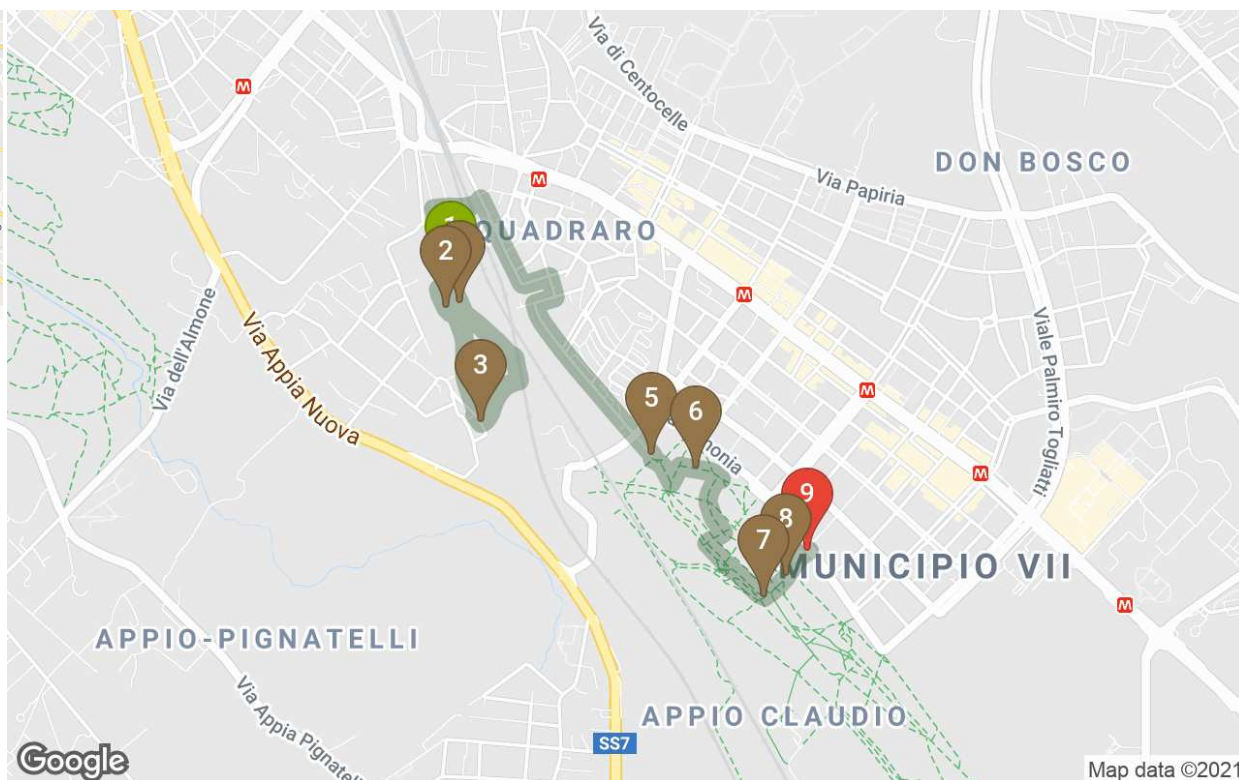 Via di Centocelle
M
DON BOSCO
Via Papiria
M
1
QUADRARO
2
Via dell'Almone
M
Viale Palmiro Togliatti
Via Appia Nuova
3
5
6
M
M
9
8
7
MUNICIPIO VII
M
APPIO-PIGNATELLI
Via Appia Pignatel
APPIO CLAUDIO
SS7
Google
Map data ©2021